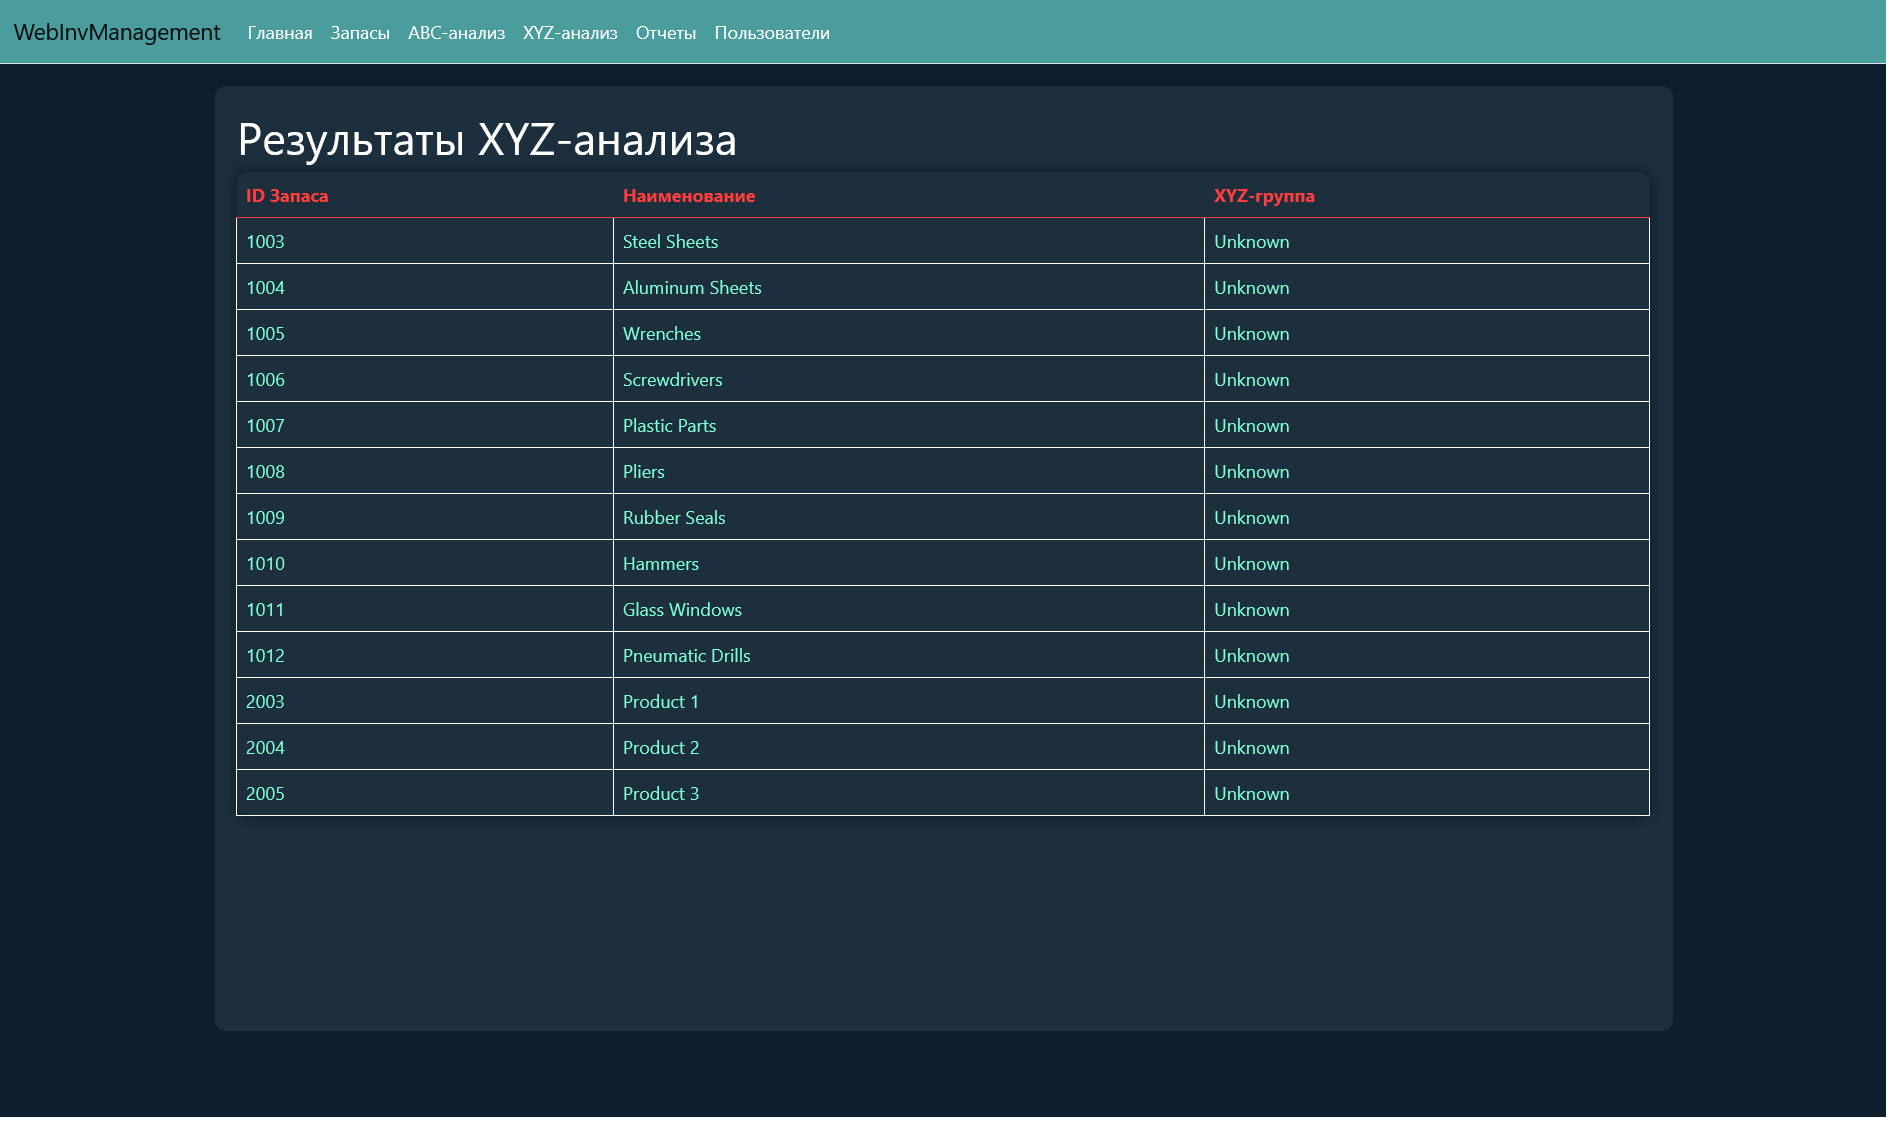 WebInvManagement Главная Запасы ABC-анализ XYZ-анализ Отчеты Пользователи
Результаты XYZ-анализа
ID Запаса Наименование XYZ-группа
1003 Steel Sheets Unknown
1004 Aluminum Sheets Unknown
1005 Wrenches Unknown
1006 Screwdrivers Unknown
1007 Plastic Parts Unknown
1008 Pliers Unknown
1009 Rubber Seals Unknown
1010 Hammers Unknown
1011 Glass Windows Unknown
1012 Pneumatic Drills Unknown
2003 Product 1 Unknown
2004 Product 2 Unknown
2005 Product 3 Unknown